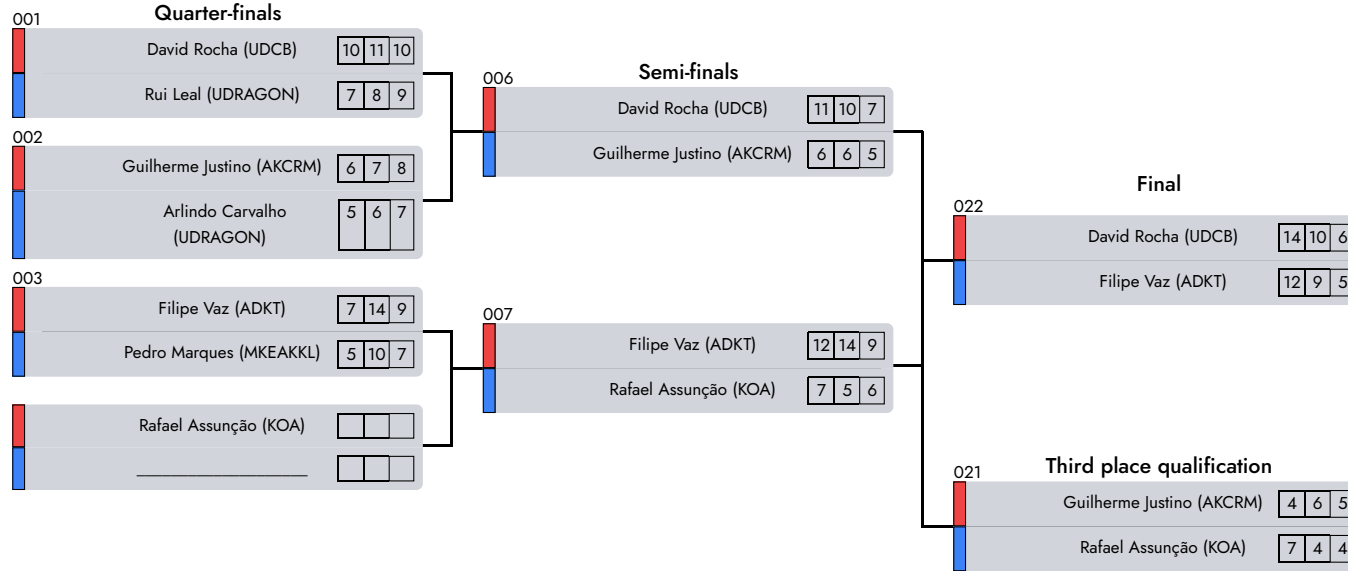 Quarter-finals
001
David Rocha (UDCB) 10 11 10
Rui Leal (UDRAGON) 7 8 9
002
Guilherme Justino (AKCRM) 6 7 8
Arlindo Carvalho 5 6 7
(UDRAGON)
003
Filipe Vaz (ADKT) 7 14 9
Pedro Marques (MKEAKKL) 5 10 7
Rafael Assunção (KOA)
Semi-finals
006
David Rocha (UDCB) 11 10 7
Guilherme Justino (AKCRM) 6 6 5
007
Filipe Vaz (ADKT) 12 14 9
Rafael Assunção (KOA) 7 5 6
Final
022
David Rocha (UDCB) 14 10 6
Filipe Vaz (ADKT) 12 9 5
Third place qualification
021
Guilherme Justino (AKCRM) 4 6 5
Rafael Assunção (KOA) 7 4 4